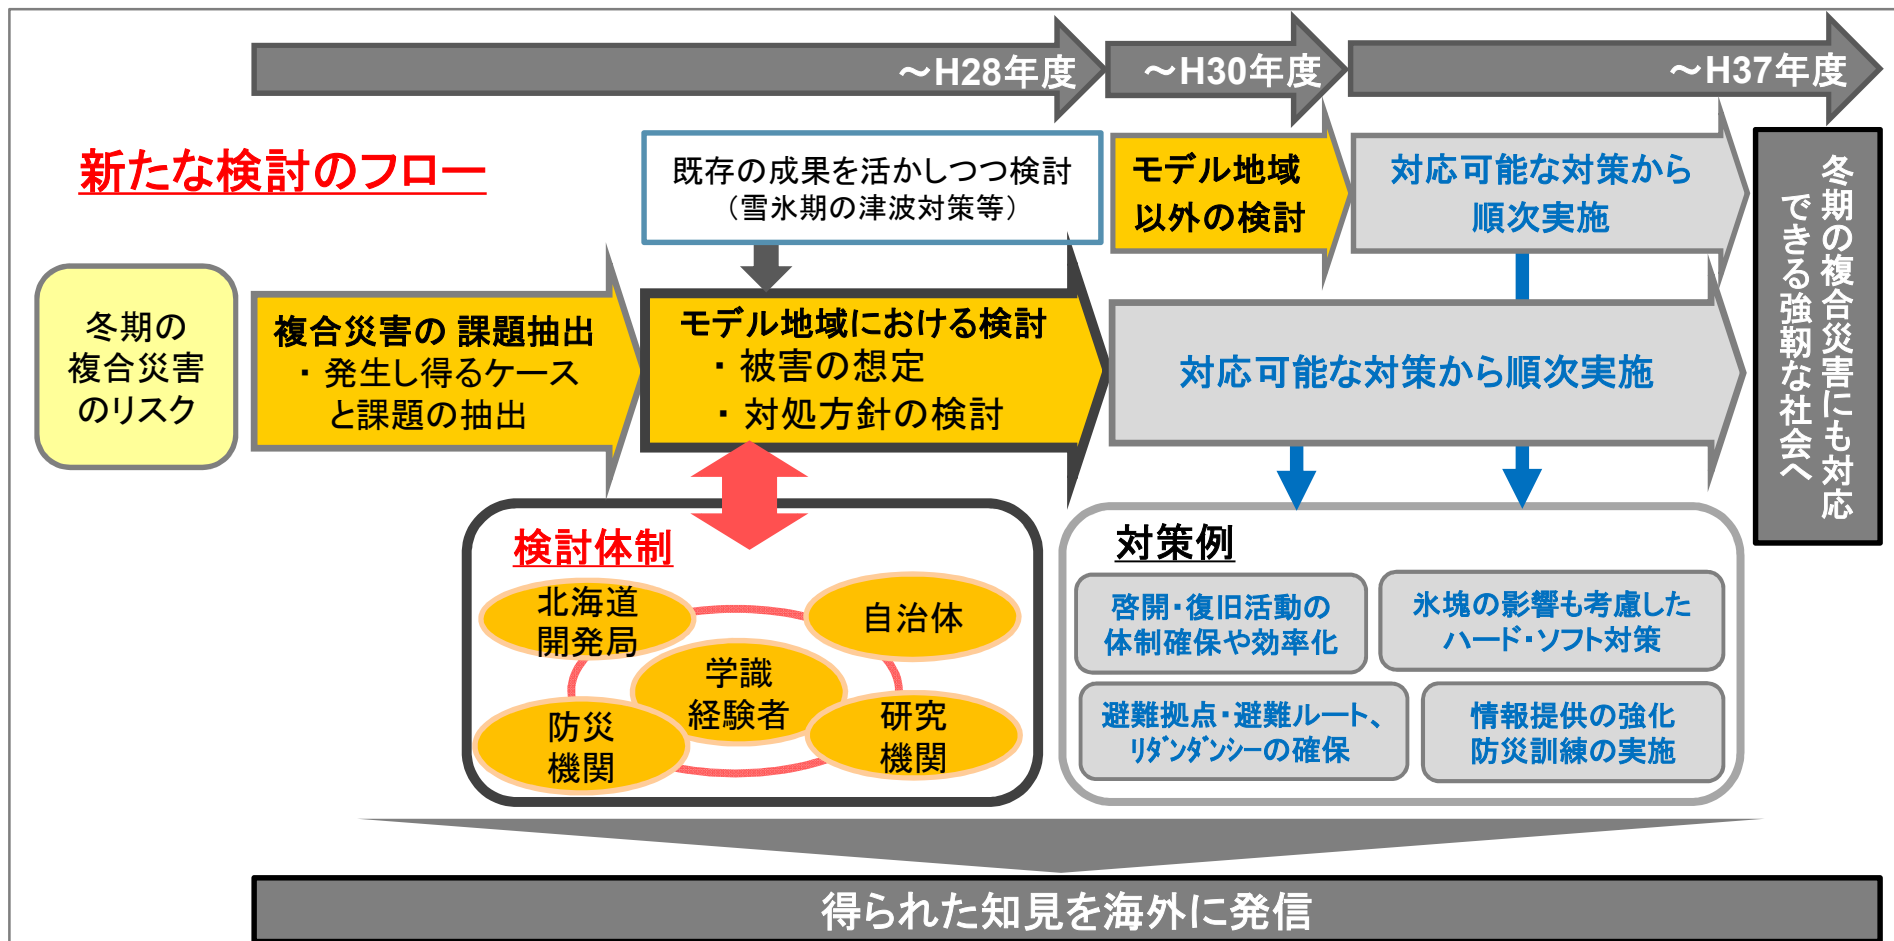 ～H28年度
～H30年度
～H37年度
新たな検討のフロー
既存の成果を活かしつつ検討
（雪氷期の津波対策等）
モデル地域
以外の検討
対応可能な対策から
順次実施
冬期の複合災害にも対応
できる強靭な社会へ
冬期の
複合災害
のリスク
複合災害の 課題抽出
・発生し得るケース
と課題の抽出
モデル地域における検討
・被害の想定
・対処方針の検討
対応可能な対策から順次実施
検討体制
北海道
開発局
自治体
学識
経験者
防災
機関
研究
機関
対策例
啓開・復旧活動の
体制確保や効率化
氷塊の影響も考慮した
ハード・ソフト対策
避難拠点・避難ルート、
ﾘﾀﾞﾝﾀﾞﾝｼｰの確保
情報提供の強化
防災訓練の実施
得られた知見を海外に発信